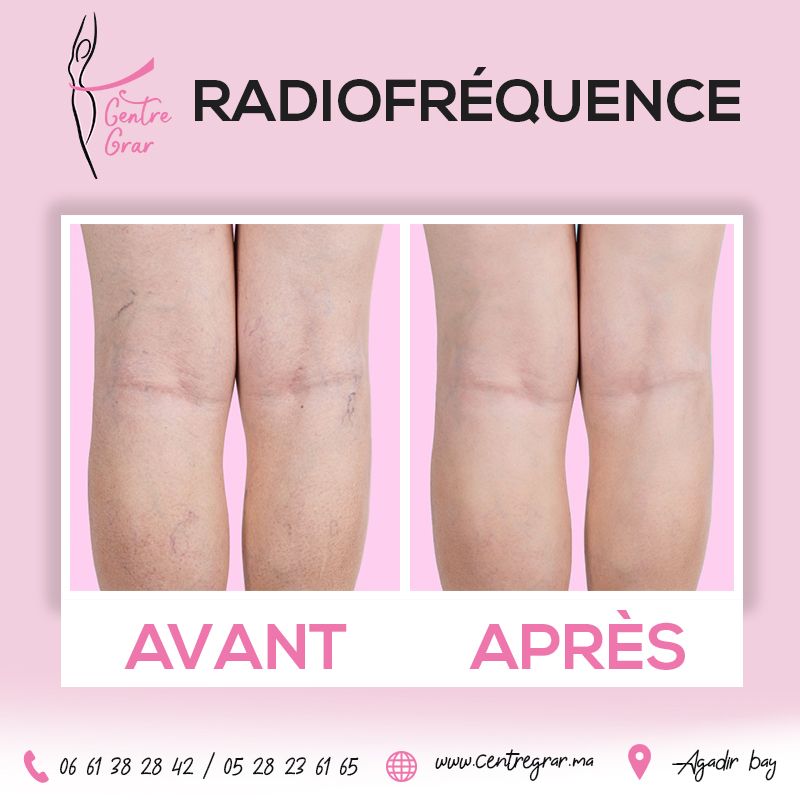 Centre
Grar
RADIOFRÉQUENCE
AVANT
APRÈS
06 61 38 28 42 / 05 28 23 61 65
www.centregrar.ma
Agadir bay